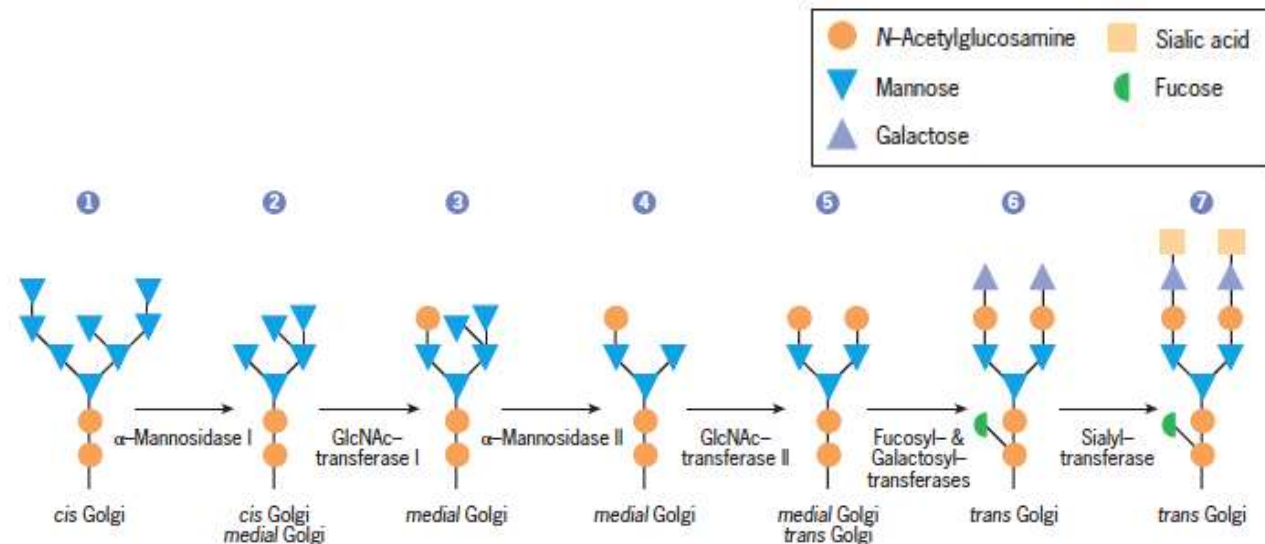 N–Acetylglucosamine
Sialic acid
Mannose
Fucose
Galactose
1
2
3
4
5
6
7
α–Mannosidase I
GlcNAc–
transferase I
α–Mannosidase II
GlcNAc–
transferase II
Fucosyl– &
Galactosyl–
transferases
Sialyl–
transferase
cis Golgi
cis Golgi
medial Golgi
medial Golgi
medial Golgi
medial Golgi
trans Golgi
trans Golgi
trans Golgi